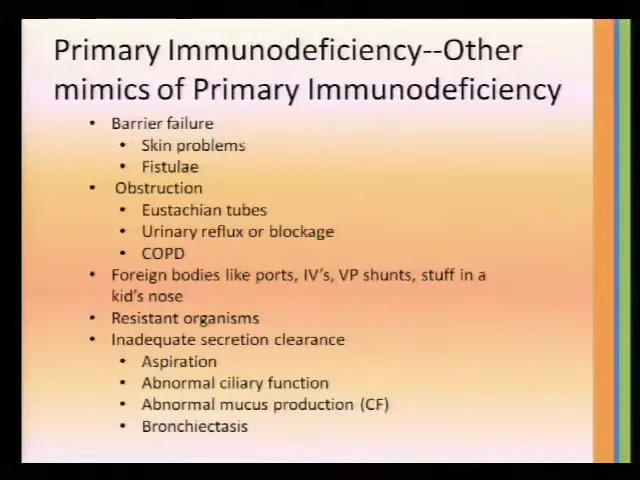 Primary Immunodeficiency--Other
mimics of Primary Immunodeficiency
• Barrier failure
• Skin problems
• Fistulae
• Obstruction
• Eustachian tubes
• Urinary reflux or blockage
• COPD
• Foreign bodies like ports, IV's, VP shunts, stuff in a
kid's nose
• Resistant organisms
• Inadequate secretion clearance
• Aspiration
• Abnormal ciliary function
• Abnormal mucus production (CF)
• Bronchiectasis